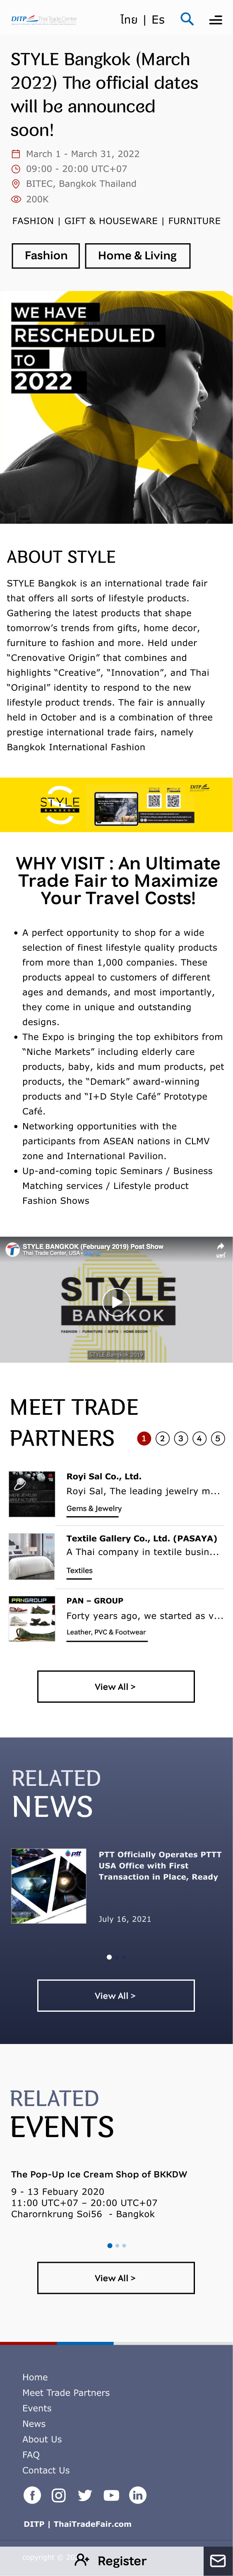 DITP Thai Trade Center
ไทย | Es
STYLE Bangkok (March
2022) The official dates
will be announced
soon!
March 1 - March 31, 2022
09:00 - 20:00 UTC+07
BITEC, Bangkok Thailand
200K
FASHION | GIFT & HOUSEWARE | FURNITURE
Fashion
Home & Living
WE HAVE
RESCHEDULED
TO
2022
ABOUT STYLE
STYLE Bangkok is an international trade fair
that offers all sorts of lifestyle products.
Gathering the latest products that shape
tomorrow's trends from gifts, home decor,
furniture to fashion and more. Held under
“Crenovative Origin” that combines and
highlights “Creative”, “Innovation”, and Thai
“Original” identity to respond to the new
lifestyle product trends. The fair is annually
held in October and is a combination of three
prestige international trade fairs, namely
Bangkok International Fashion
STYLE
BANGKOK
DITP
WHY VISIT : An Ultimate
Trade Fair to Maximize
Your Travel Costs!
• A perfect opportunity to shop for a wide
selection of finest lifestyle quality products
from more than 1,000 companies. These
products appeal to customers of different
ages and demands, and most importantly,
they come in unique and outstanding
designs.
• The Expo is bringing the top exhibitors from
“Niche Markets” including elderly care
products, baby, kids and mum products, pet
products, the “Demark” award-winning
products and “I+D Style Café” Prototype
Café.
• Networking opportunities with the
participants from ASEAN nations in CLMV
zone and International Pavilion.
• Up-and-coming topic Seminars / Business
Matching services / Lifestyle product
Fashion Shows
STYLE BANGKOK (February 2019) Post Show
Thai Trade Center, USA •
แชร์
STYLE
BANGKOK
FASHION | FURNITURE | GIFTS | HOME DECOR
MEET TRADE
PARTNERS
1 2 3 4 5
Royi Sal Co., Ltd.
Royi Sal, The leading jewelry m...
Gems & Jewelry
Textile Gallery Co., Ltd. (PASAYA)
A Thai company in textile busin...
Textiles
PANGROUP
PAN – GROUP
Forty years ago, we started as v...
Leather, PVC & Footwear
View All >
RELATED
NEWS
ptt
PTT Officially Operates PTTT
USA Office with First
Transaction in Place, Ready
July 16, 2021
View All >
RELATED
EVENTS
The Pop-Up Ice Cream Shop of BKKDW
9 - 13 Febuary 2020
11:00 UTC+07 – 20:00 UTC+07
Charornkrung Soi56 - Bangkok
View All >
Home
Meet Trade Partners
Events
News
About Us
FAQ
Contact Us
DITP | ThaiTradeFair.com
copyright ©
Register